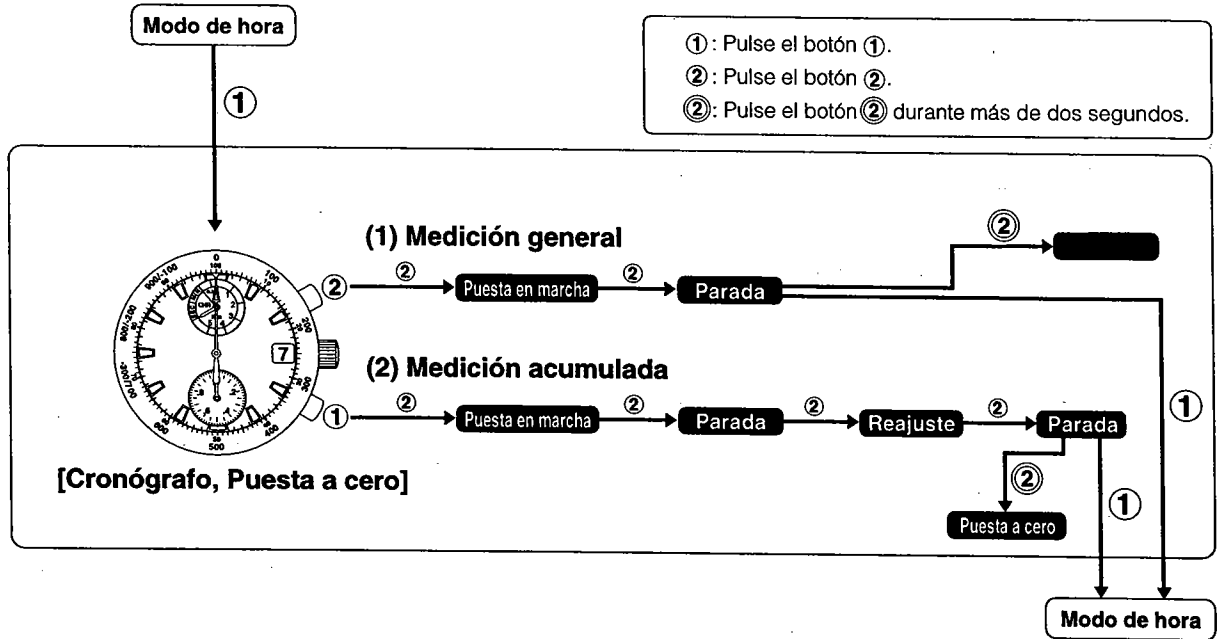 Modo de hora
①
①: Pulse el botón ①.
②: Pulse el botón ②.
②: Pulse el botón ② durante más de dos segundos.
(1) Medición general
②
② ② Puesta en marcha ② Parada
(2) Medición acumulada
7
① ② Puesta en marcha ② Parada ② Reajuste ② Parada
①
[Cronógrafo, Puesta a cero]
② ①
Puesta a cero
Modo de hora